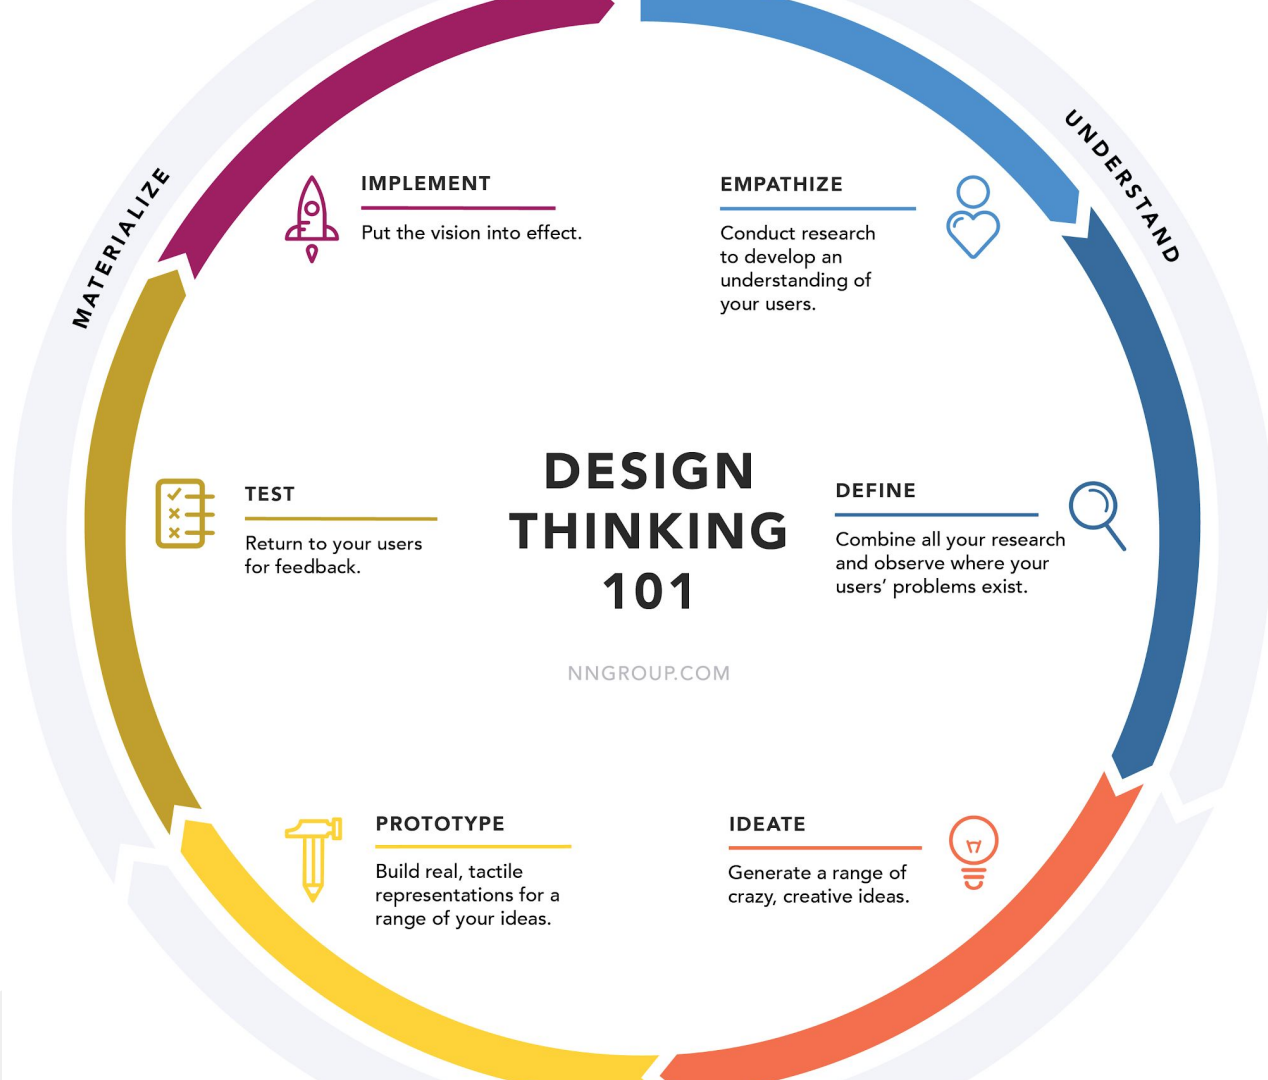 MATERIALIZE
UNDERSTAND
IMPLEMENT
Put the vision into effect.
EMPATHIZE
Conduct research
to develop an
understanding of
your users.
TEST
Return to your users
for feedback.
DESIGN
THINKING
101
NNGROUP.COM
DEFINE
Combine all your research
and observe where your
users’ problems exist.
PROTOTYPE
Build real, tactile
representations for a
range of your ideas.
IDEATE
Generate a range of
crazy, creative ideas.